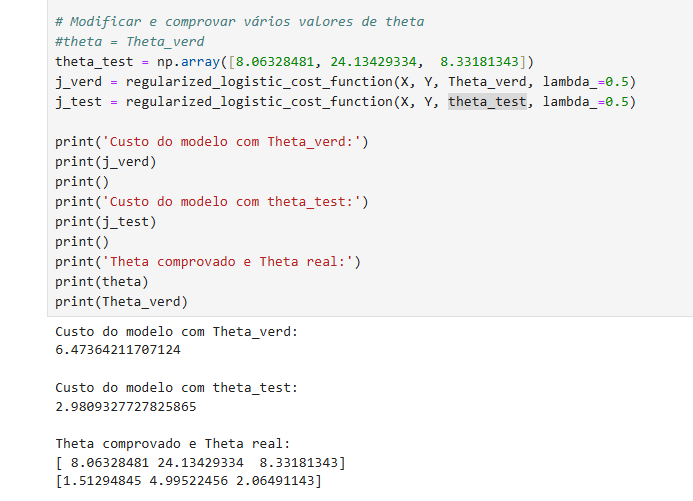 # Modificar e comprovar vários valores de theta
#theta = Theta_verd
theta_test = np.array([8.06328481, 24.13429334,  8.33181343])
j_verd = regularized_logistic_cost_function(X, Y, Theta_verd, lambda_=0.5)
j_test = regularized_logistic_cost_function(X, Y, theta_test, lambda_=0.5)

print('Custo do modelo com Theta_verd:')
print(j_verd)
print()
print('Custo do modelo com theta_test:')
print(j_test)
print()
print('Theta comprovado e Theta real:')
print(theta)
print(Theta_verd)
Custo do modelo com Theta_verd:
6.47364211707124

Custo do modelo com theta_test:
2.9809327727825865

Theta comprovado e Theta real:
[ 8.06328481 24.13429334  8.33181343]
[1.51294845 4.99522456 2.06491143]